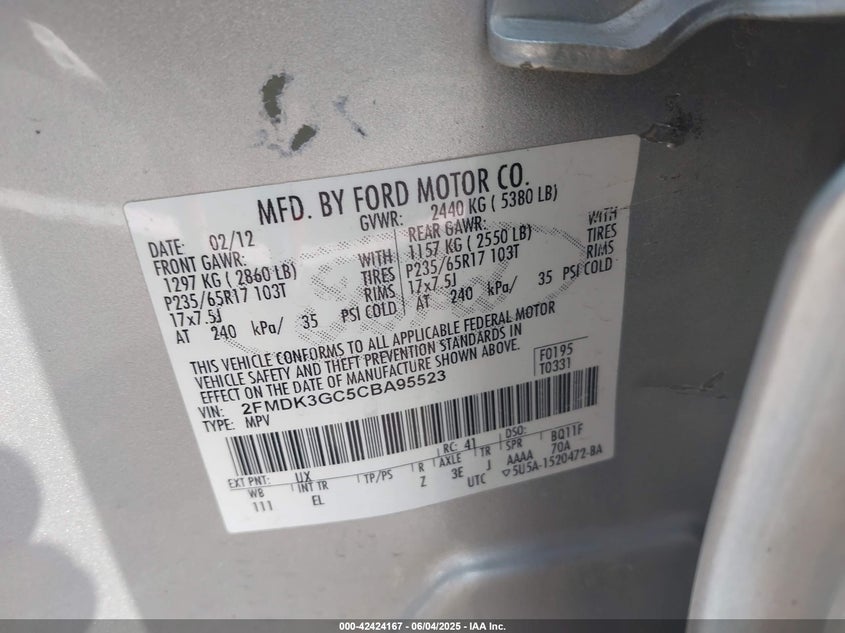 MFD. BY FORD MOTOR CO.
DATE: 02/12 GVWR: 2440 KG ( 5380 LB)
FRONT GAWR: REAR GAWR:
1297 KG ( 2860 LB) WITH 1157 KG ( 2550 LB) WITH
P235/65R17 103T TIRES P235/65R17 103T TIRES
17x7.5J RIMS 17x7.5J RIMS
AT 240 kPa/ 35 PSI COLD AT 240 kPa/ 35 PSI COLD
THIS VEHICLE CONFORMS TO ALL APPLICABLE FEDERAL MOTOR
VEHICLE SAFETY AND THEFT PREVENTION STANDARDS IN
EFFECT ON THE DATE OF MANUFACTURE SHOWN ABOVE.
F0195
T0331
VIN: 2FMDK3GC5CBA95523
TYPE: MPV
EXT PNT: UX RC: 41 DSO: BQ11F
WB INT TR TP/PS R AXLE TR SPR 70A
111 EL Z 3E J AAAA
UTC ▽5U5A-1520472-BA
000-42424167 - 06/04/2025 - IAA Inc.